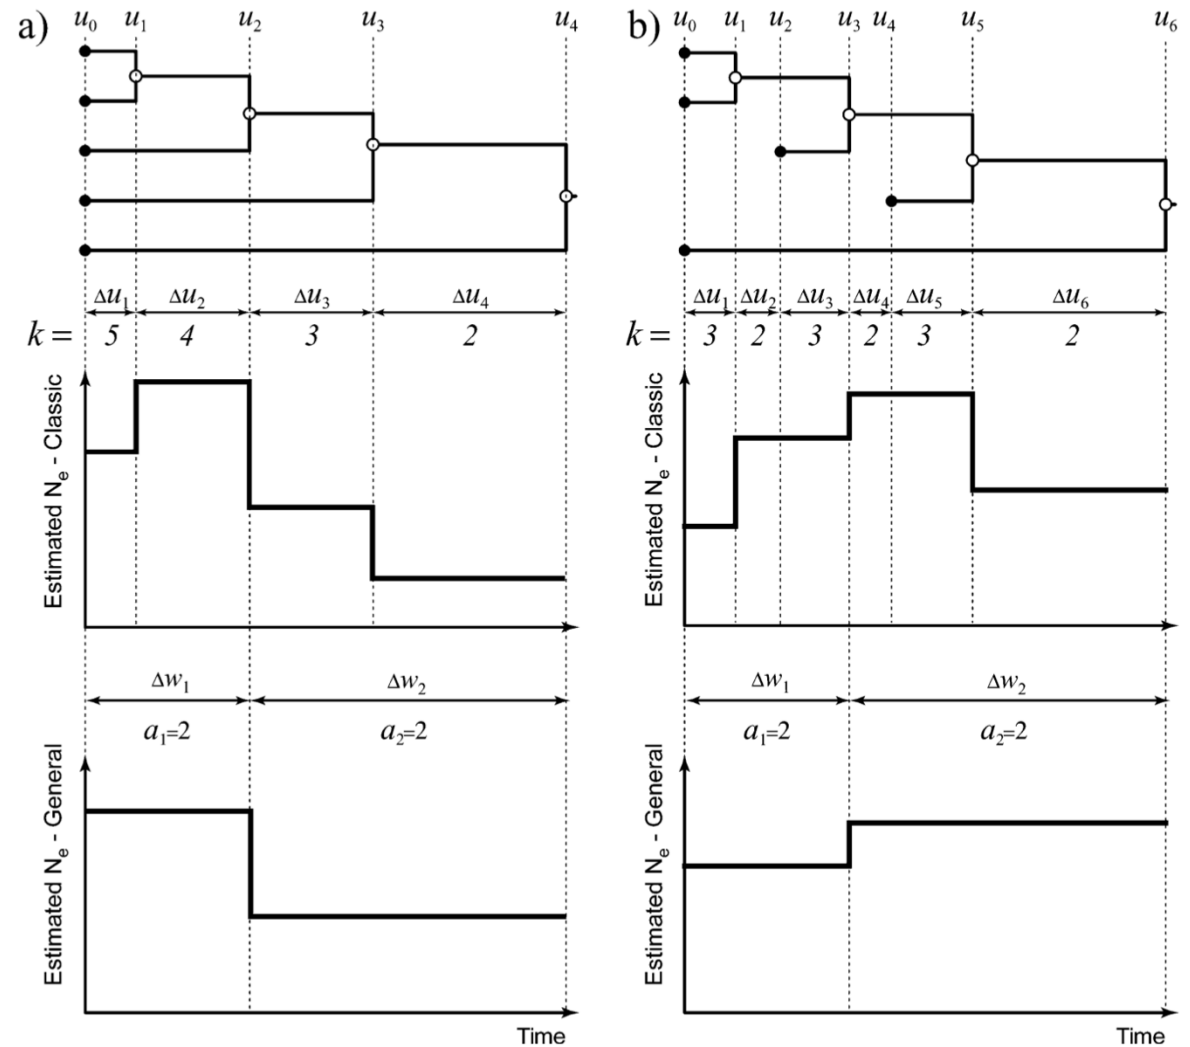 a) u0 u1 u2 u3 u4
Δu1 Δu2 Δu3 Δu4
k = 5 4 3 2
Estimated Ne - Classic
Δw1 Δw2
a1=2 a2=2
Estimated Ne - General
Time
b) u0 u1 u2 u3 u4 u5 u6
Δu1 Δu2 Δu3 Δu4 Δu5 Δu6
k = 3 2 3 2 3 2
Estimated Ne - Classic
Δw1 Δw2
a1=2 a2=2
Estimated Ne - General
Time